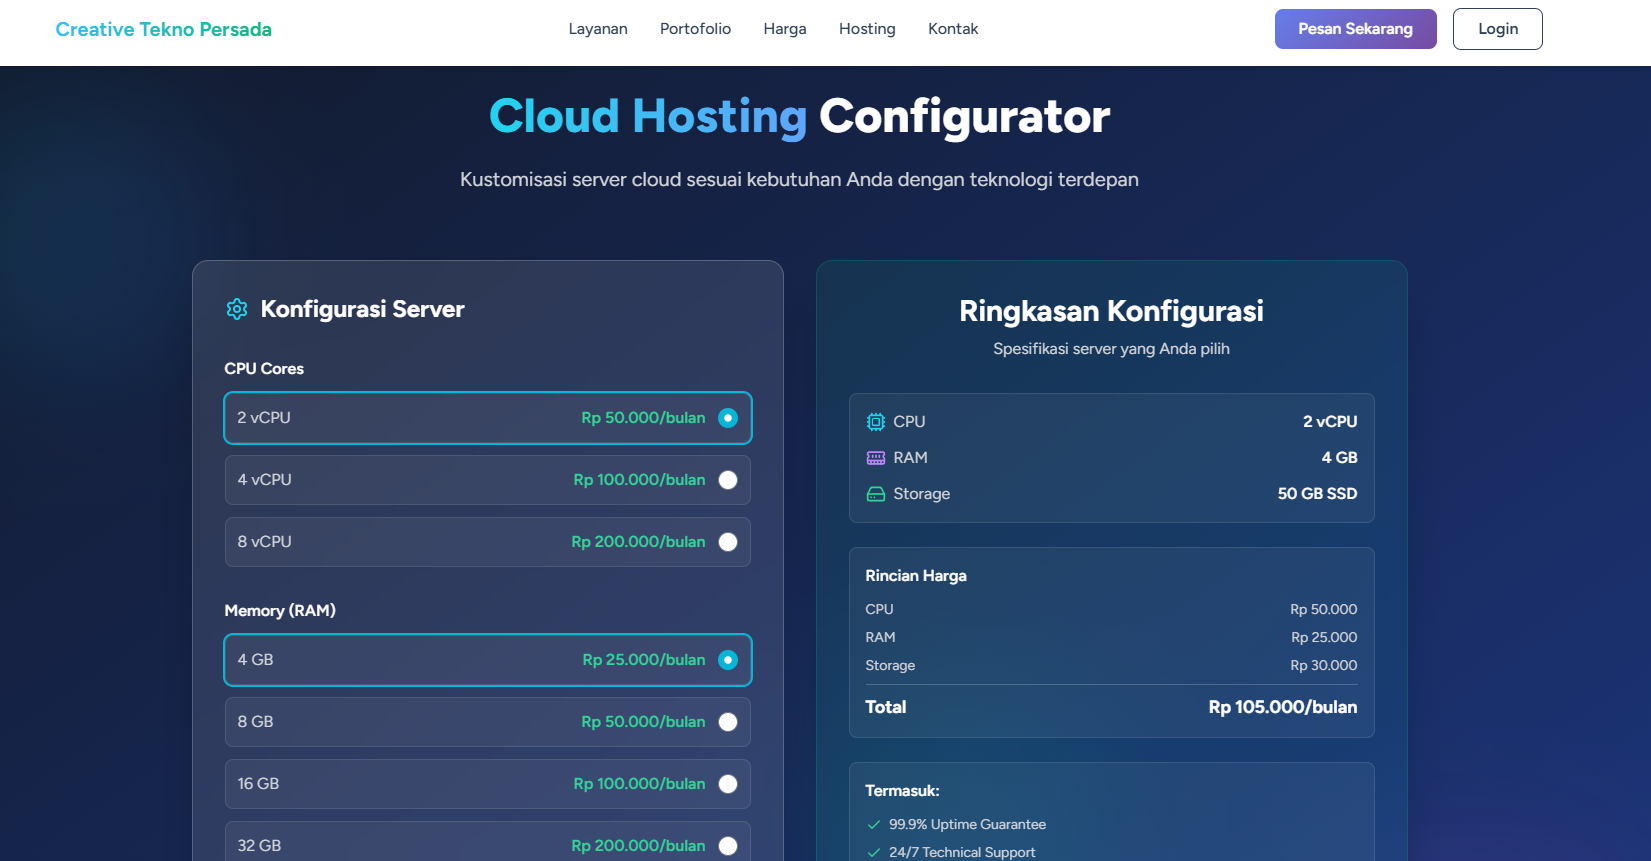 Creative Tekno Persada
Layanan
Portofolio
Harga
Hosting
Kontak
Pesan Sekarang
Login
Cloud Hosting Configurator
Kustomisasi server cloud sesuai kebutuhan Anda dengan teknologi terdepan
Konfigurasi Server
CPU Cores
2 vCPU Rp 50.000/bulan
4 vCPU Rp 100.000/bulan
8 vCPU Rp 200.000/bulan
Memory (RAM)
4 GB Rp 25.000/bulan
8 GB Rp 50.000/bulan
16 GB Rp 100.000/bulan
32 GB Rp 200.000/bulan
Ringkasan Konfigurasi
Spesifikasi server yang Anda pilih
CPU 2 vCPU
RAM 4 GB
Storage 50 GB SSD
Rincian Harga
CPU Rp 50.000
RAM Rp 25.000
Storage Rp 30.000
Total Rp 105.000/bulan
Termasuk:
99.9% Uptime Guarantee
24/7 Technical Support